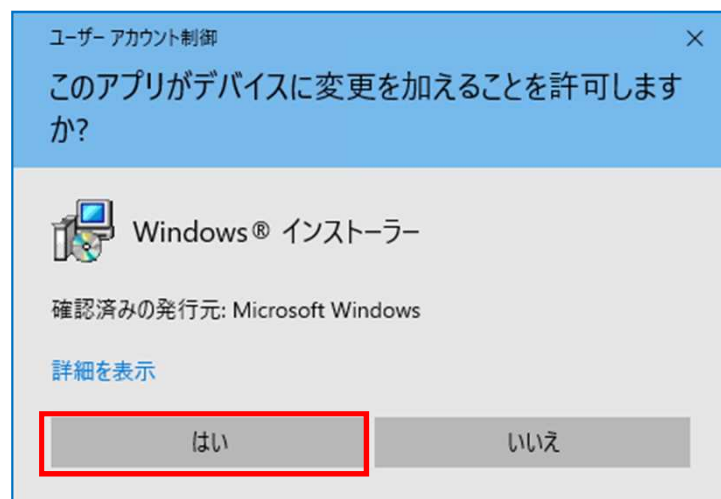 ユーザー アカウント制御
このアプリがデバイスに変更を加えることを許可します
か?
Windows® インストーラー
確認済みの発行元: Microsoft Windows
詳細を表示
はい
いいえ